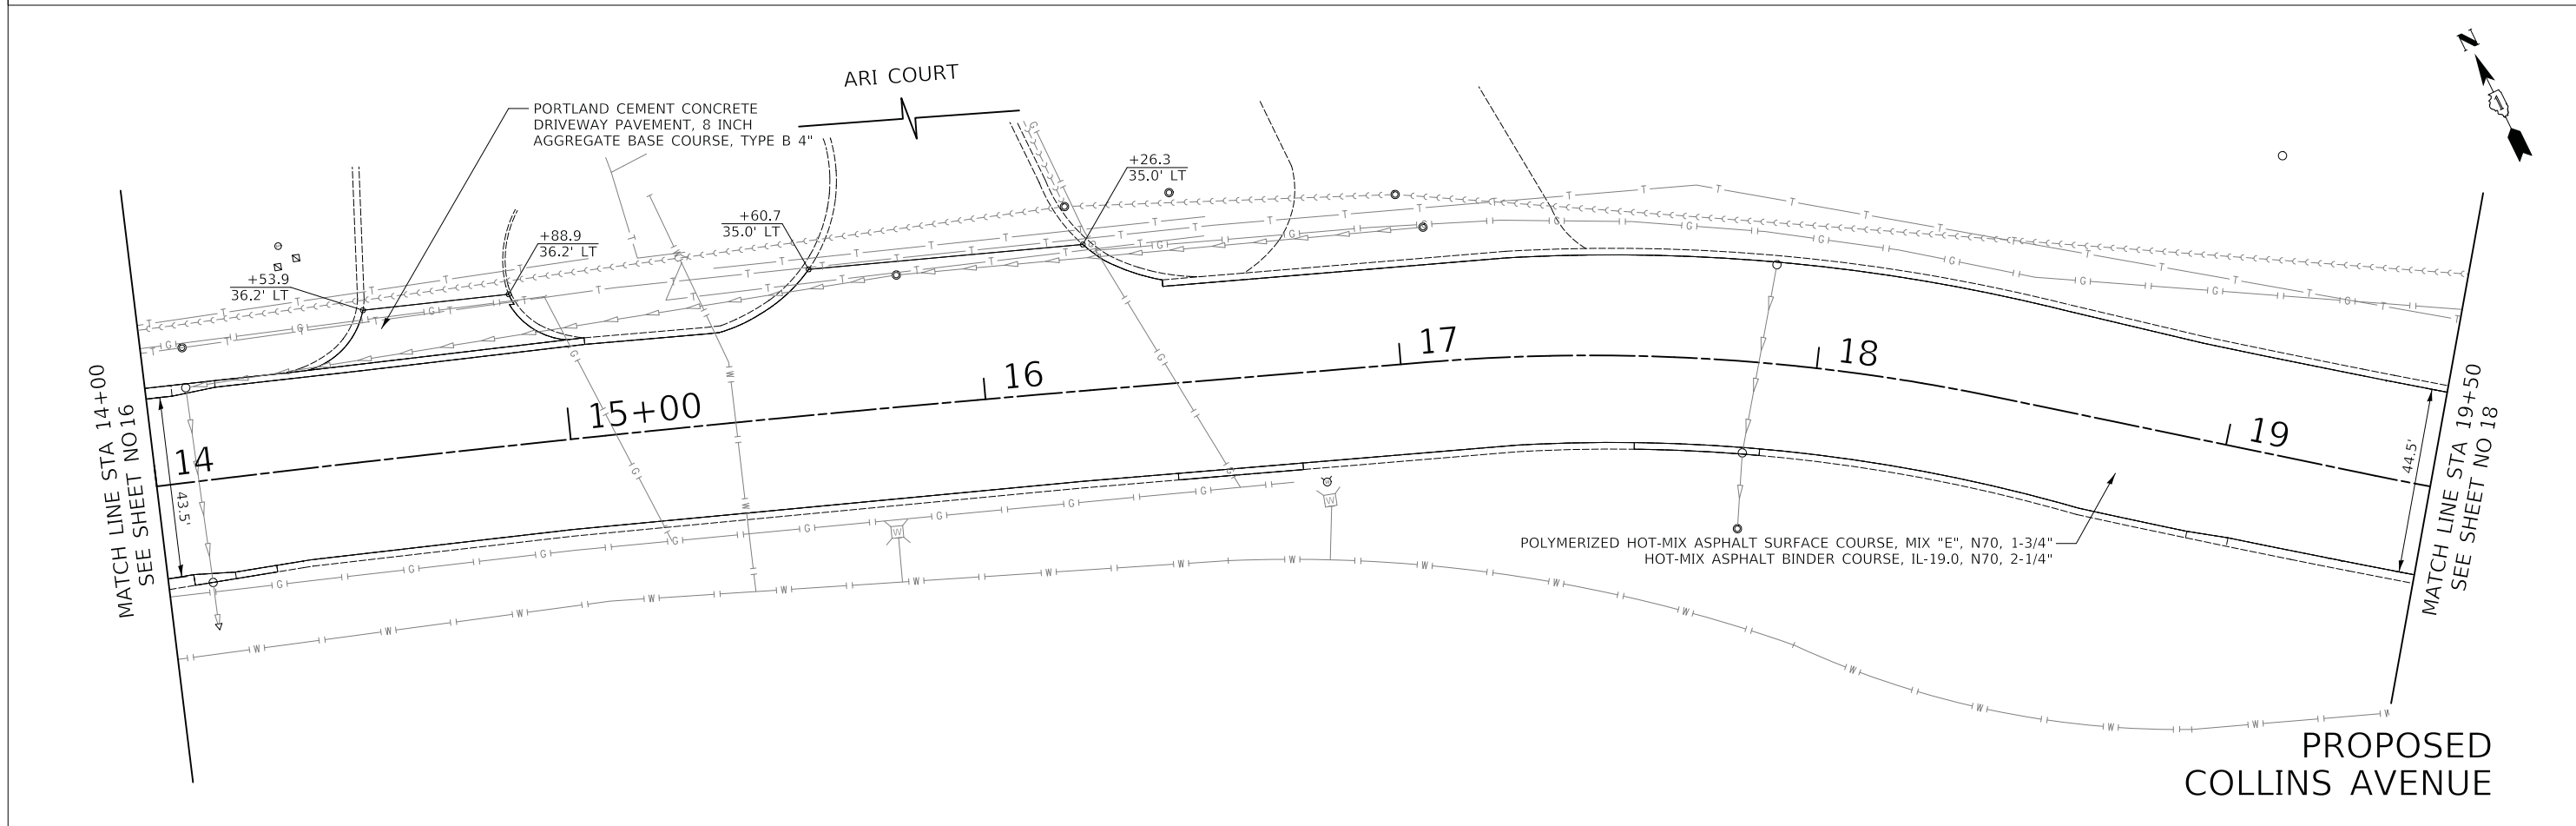 ARI COURT
N
PORTLAND CEMENT CONCRETE
DRIVEWAY PAVEMENT, 8 INCH
AGGREGATE BASE COURSE, TYPE B 4"
+53.9
36.2' LT
+88.9
36.2' LT
+60.7
35.0' LT
+26.3
35.0' LT
MATCH LINE STA 14+00
SEE SHEET NO16
43.5'
14
15+00
16
17
18
19
44.5'
MATCH LINE STA 19+50
SEE SHEET NO 18
POLYMERIZED HOT-MIX ASPHALT SURFACE COURSE, MIX "E", N70, 1-3/4"
HOT-MIX ASPHALT BINDER COURSE, IL-19.0, N70, 2-1/4"
PROPOSED
COLLINS AVENUE